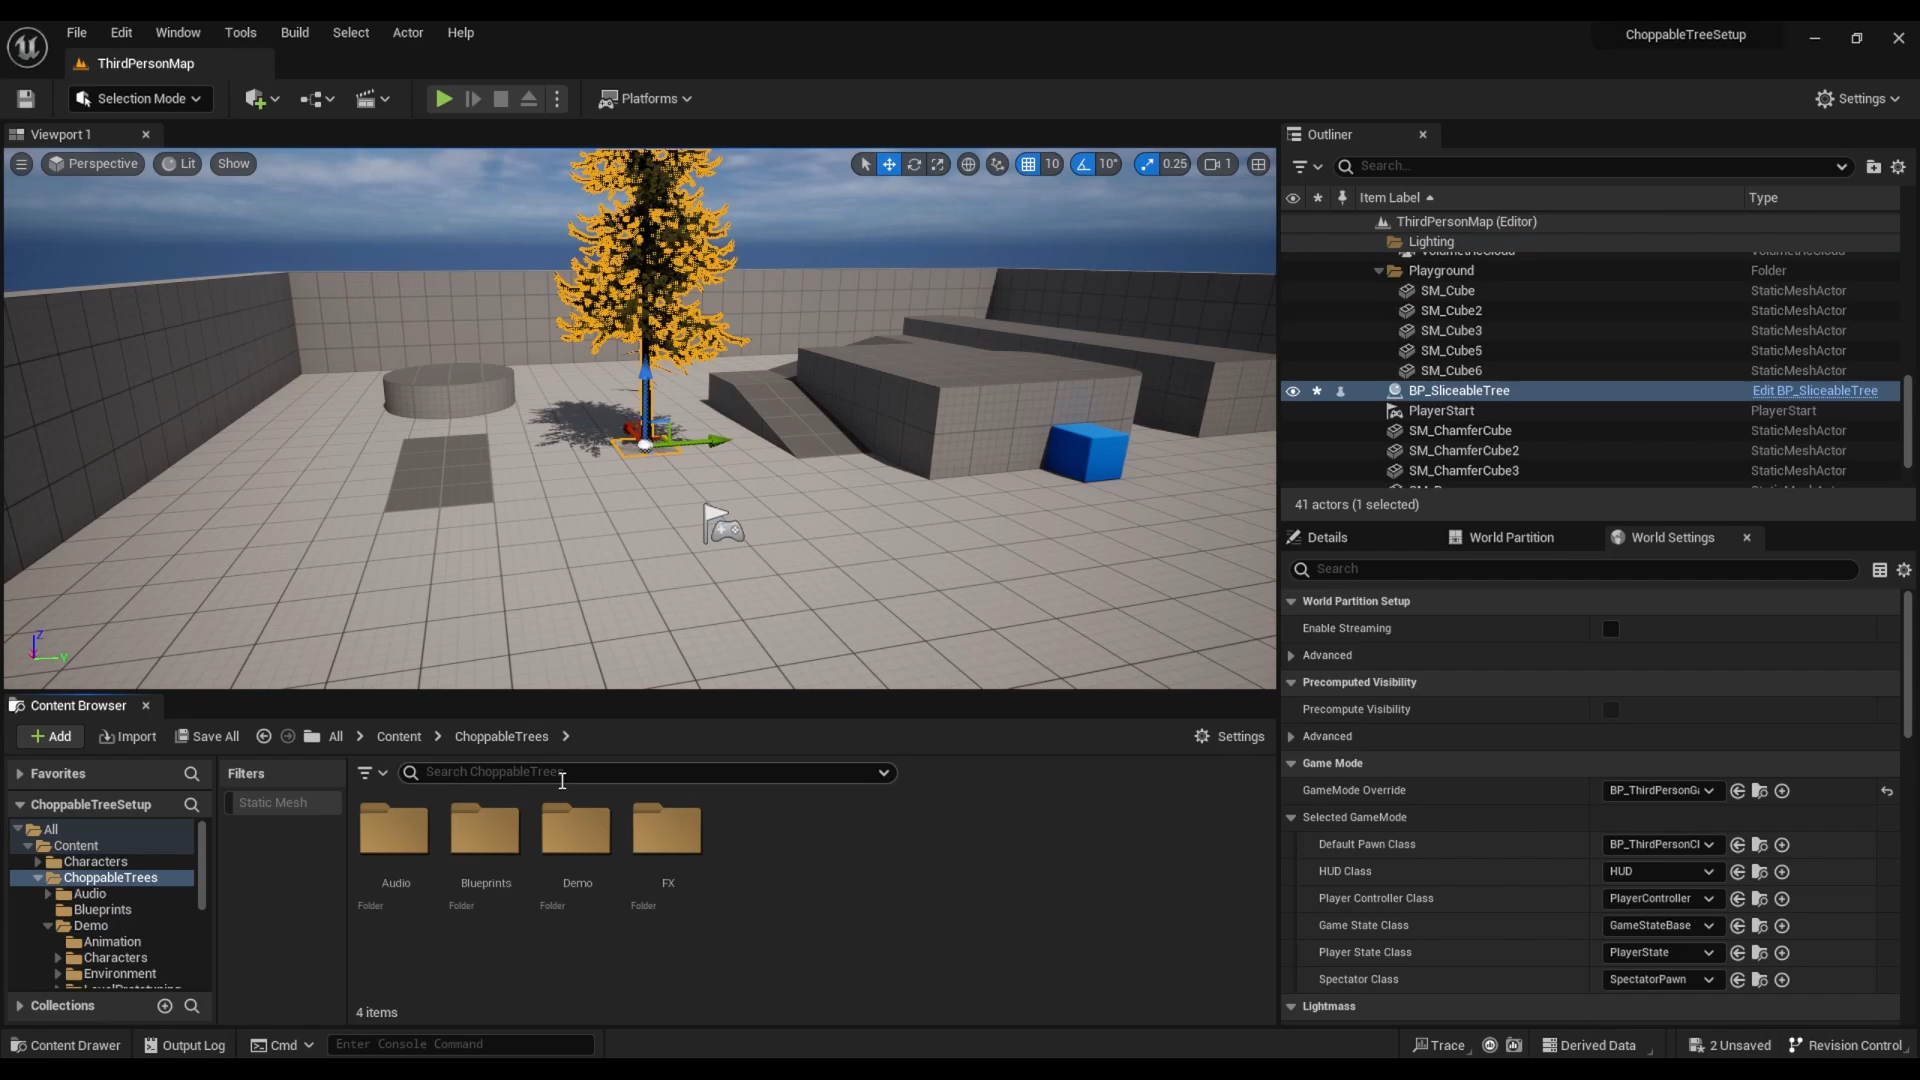 File Edit Window Tools Build Select Actor Help
ChoppableTreeSetup
ThirdPersonMap
Selection Mode
Platforms
Settings
Viewport 1
Perspective
Lit
Show
10
10°
0.25
1
Z
Y
Outliner
Search...
Item Label
Type
ThirdPersonMap (Editor)
Lighting
Playground Folder
SM_Cube StaticMeshActor
SM_Cube2 StaticMeshActor
SM_Cube3 StaticMeshActor
SM_Cube5 StaticMeshActor
SM_Cube6 StaticMeshActor
BP_SliceableTree Edit BP_SliceableTree
PlayerStart PlayerStart
SM_ChamferCube StaticMeshActor
SM_ChamferCube2 StaticMeshActor
SM_ChamferCube3 StaticMeshActor
41 actors (1 selected)
Details
World Partition
World Settings
Search
World Partition Setup
Enable Streaming
Advanced
Precomputed Visibility
Precompute Visibility
Advanced
Game Mode
GameMode Override BP_ThirdPersonGa
Selected GameMode
Default Pawn Class BP_ThirdPersonCl
HUD Class HUD
Player Controller Class PlayerController
Game State Class GameStateBase
Player State Class PlayerState
Spectator Class SpectatorPawn
Lightmass
Content Browser
Add
Import
Save All
All
Content
ChoppableTrees
Settings
Favorites
ChoppableTreeSetup
All
Content
Characters
ChoppableTrees
Audio
Blueprints
Demo
Animation
Characters
Environment
Collections
Filters
Static Mesh
Search ChoppableTrees
Audio Blueprints Demo FX
Folder Folder Folder Folder
4 items
Content Drawer
Output Log
Cmd
Enter Console Command
Trace
Derived Data
2 Unsaved
Revision Control